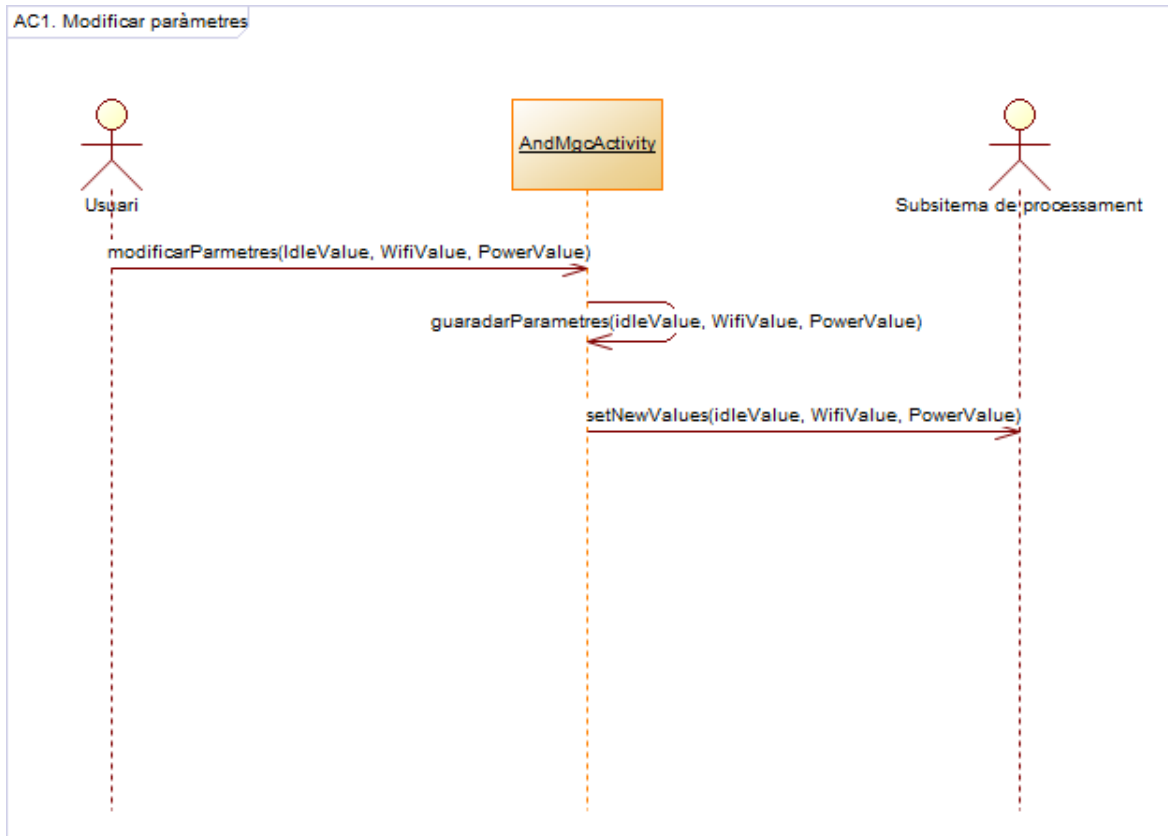 AC1. Modificar paràmetres
AndMgcActivity
Usuari
Subsitema de processament
modificarParmetres(IdleValue, WifiValue, PowerValue)
guaradarParametres(idleValue, WifiValue, PowerValue)
setNewValues(idleValue, WifiValue, PowerValue)